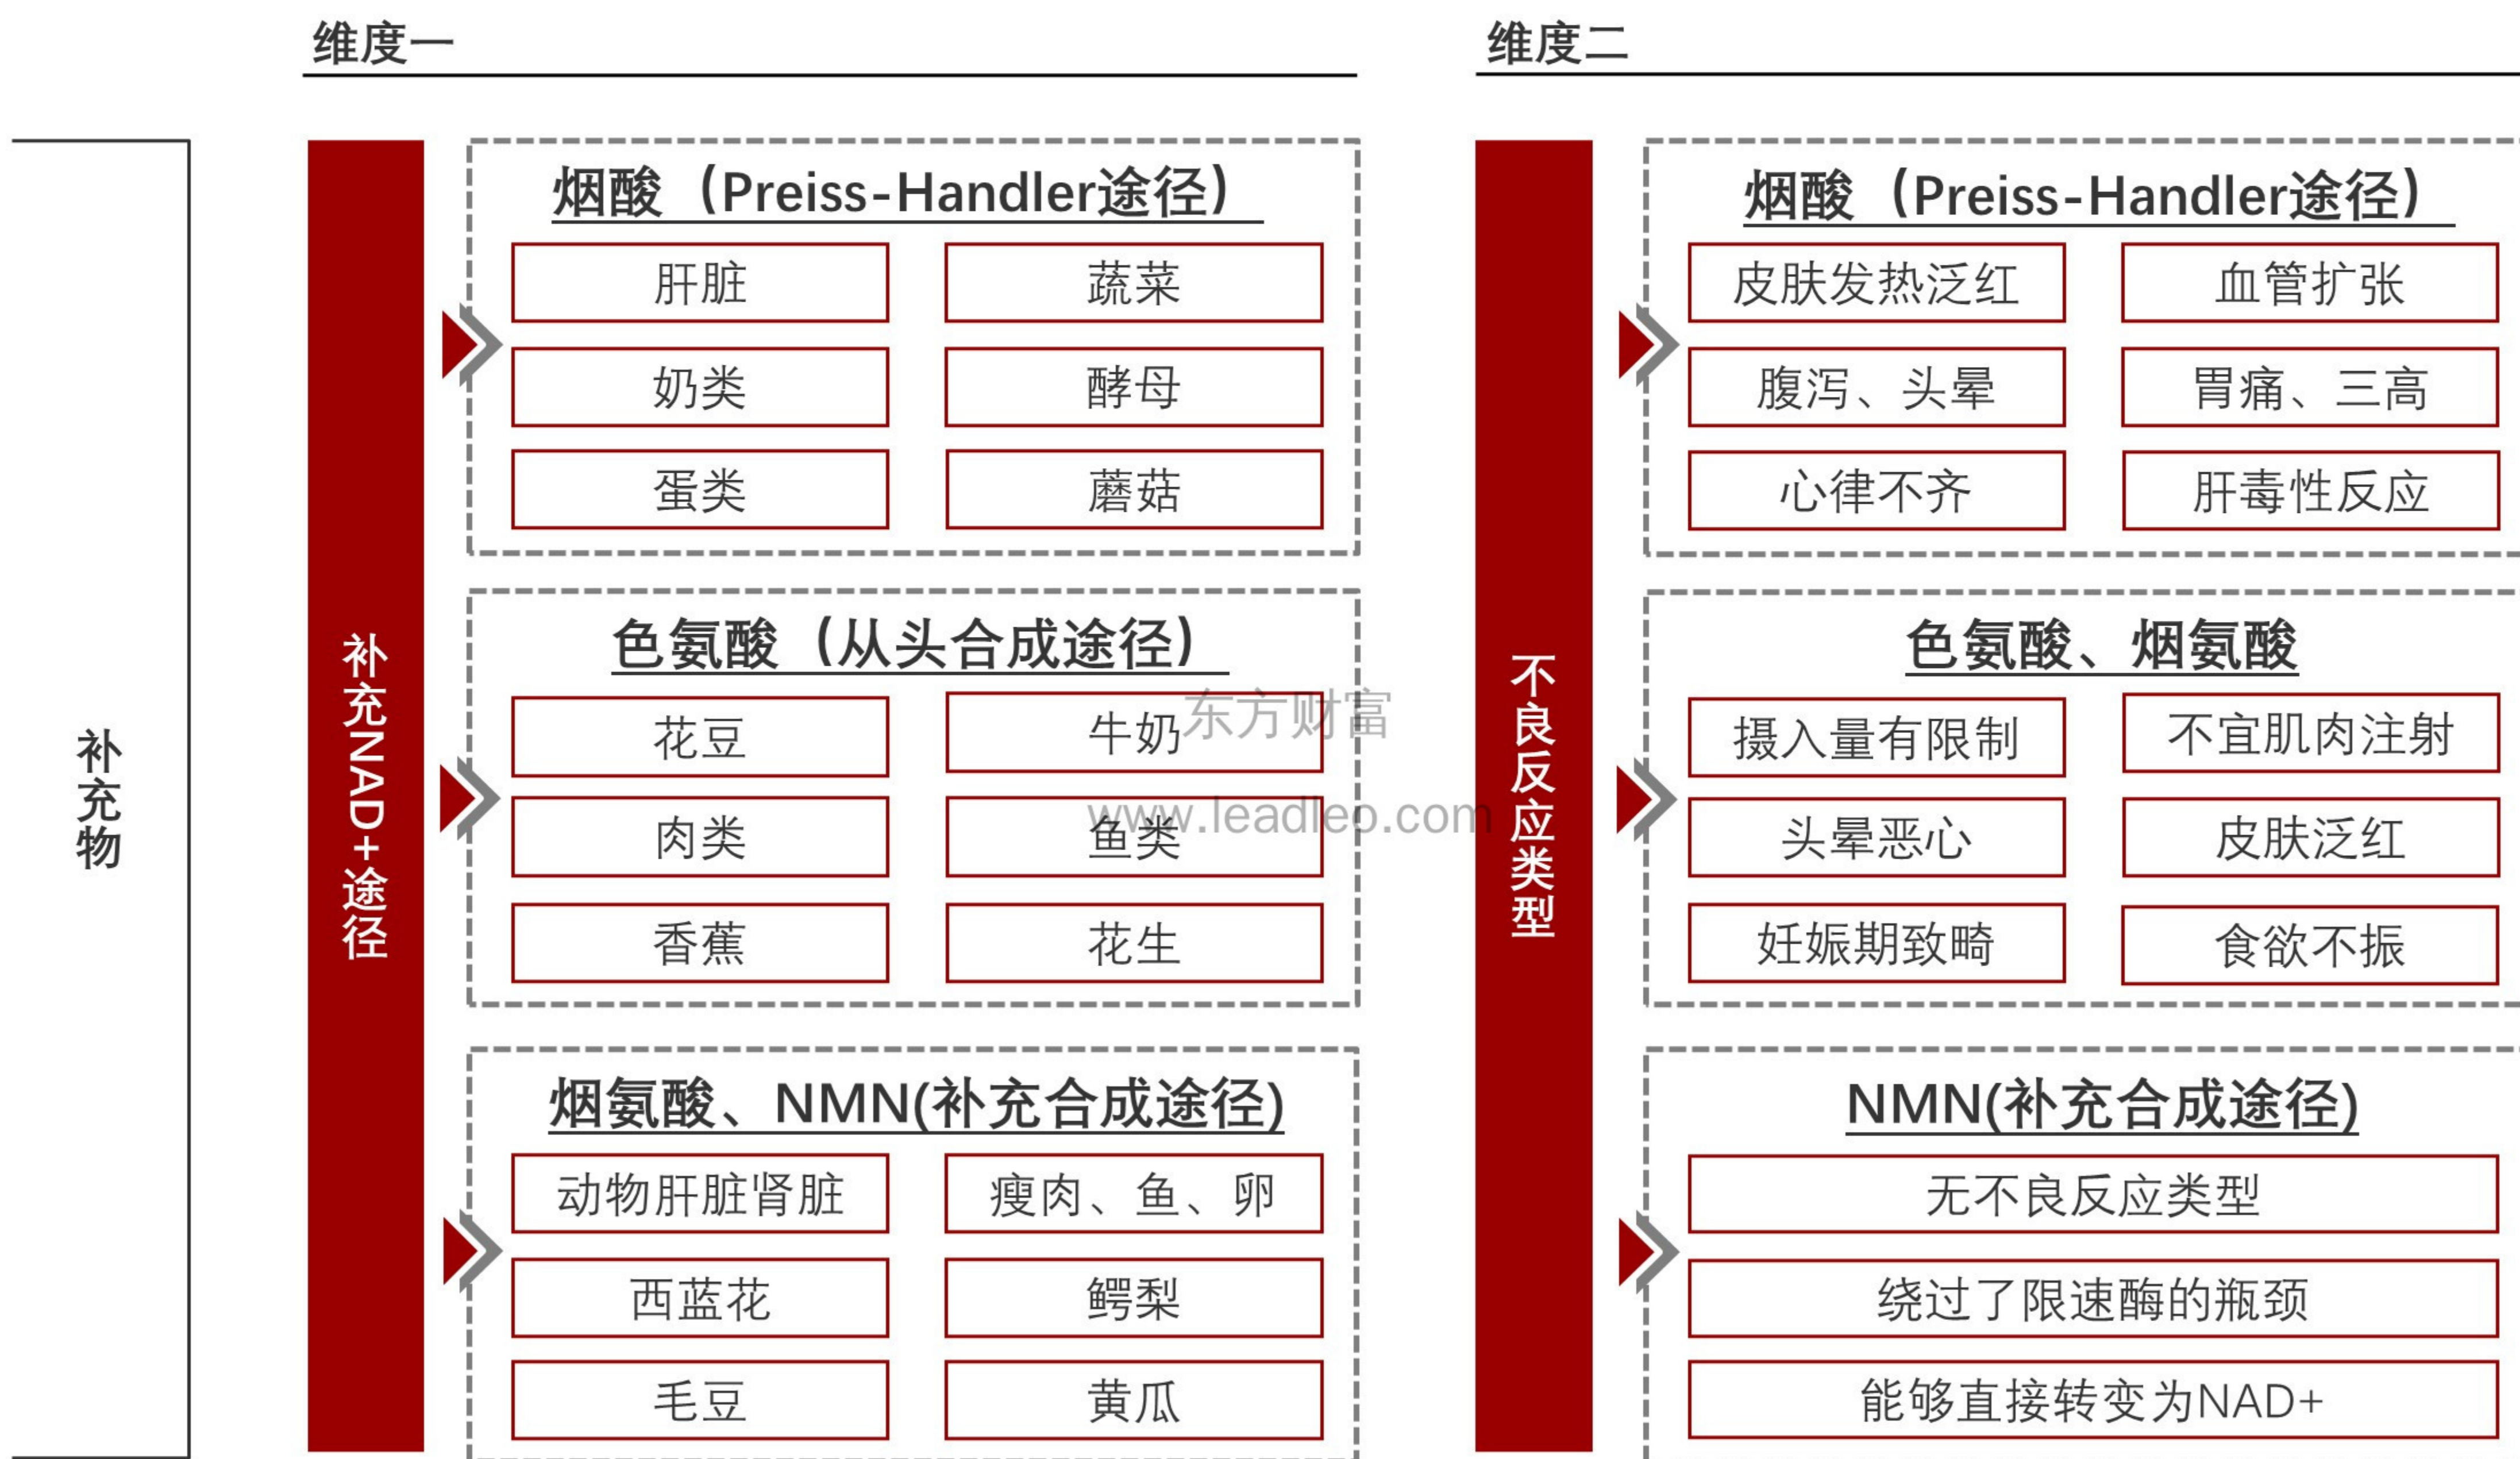 维度一
维度二
补充物
补充NAD+途径
烟酸（Preiss-Handler途径）
肝脏
蔬菜
奶类
酵母
蛋类
蘑菇
色氨酸（从头合成途径）
花豆
牛奶
肉类
鱼类
香蕉
花生
烟氨酸、NMN(补充合成途径)
动物肝脏肾脏
瘦肉、鱼、卵
西蓝花
鳄梨
毛豆
黄瓜
东方财富
www.leadleo.com
不良反应类型
烟酸（Preiss-Handler途径）
皮肤发热泛红
血管扩张
腹泻、头晕
胃痛、三高
心律不齐
肝毒性反应
色氨酸、烟氨酸
摄入量有限制
不宜肌肉注射
头晕恶心
皮肤泛红
妊娠期致畸
食欲不振
NMN(补充合成途径)
无不良反应类型
绕过了限速酶的瓶颈
能够直接转变为NAD+